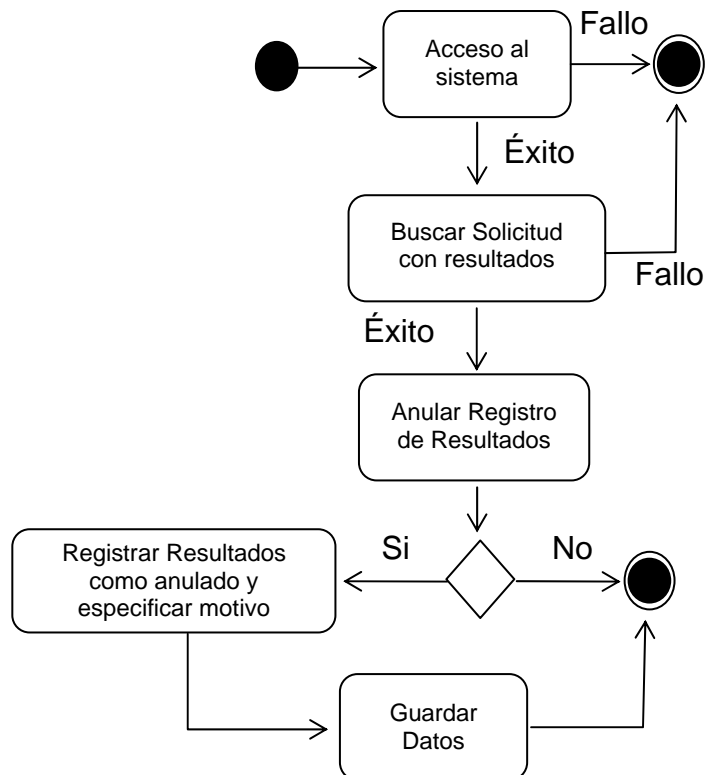 Acceso al
sistema
Fallo
Éxito
Buscar Solicitud
con resultados
Fallo
Éxito
Anular Registro
de Resultados
Si
No
Registrar Resultados
como anulado y
especificar motivo
Guardar
Datos